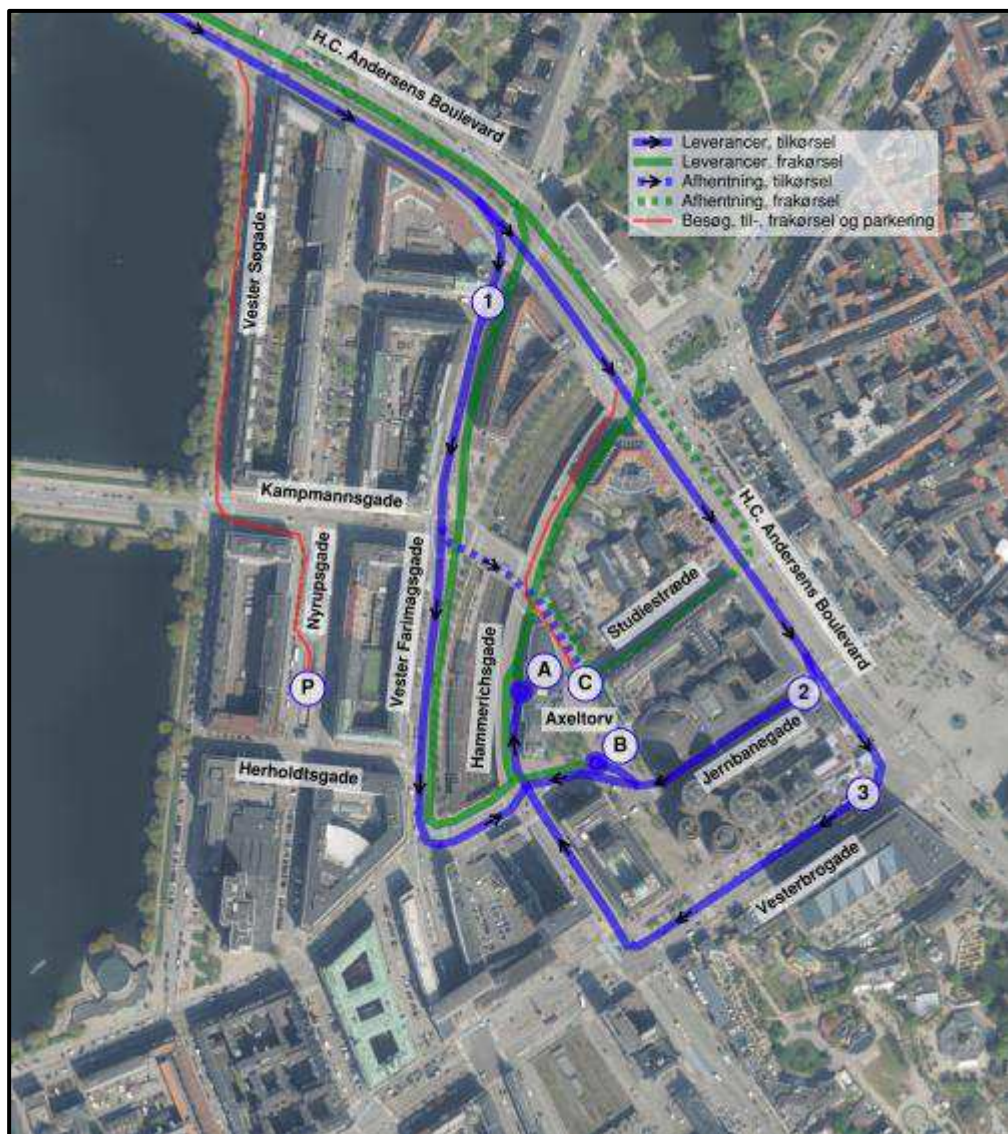 H.C. Andersens Boulevard
Leverancer, tilkørsel
Leverancer, frakørsel
Afhentning, tilkørsel
Afhentning, frakørsel
Besøg, til-, frakørsel og parkering
Vester Søgade
1
Kampmannsgade
Nyrupsgade
Vester Farimagsgade
Hammerichsgade
Studiestræde
H.C. Andersens Boulevard
P
A
C
Axeltorv
B
2
Jernbanegade
Herholdtsgade
3
Vesterbrogade